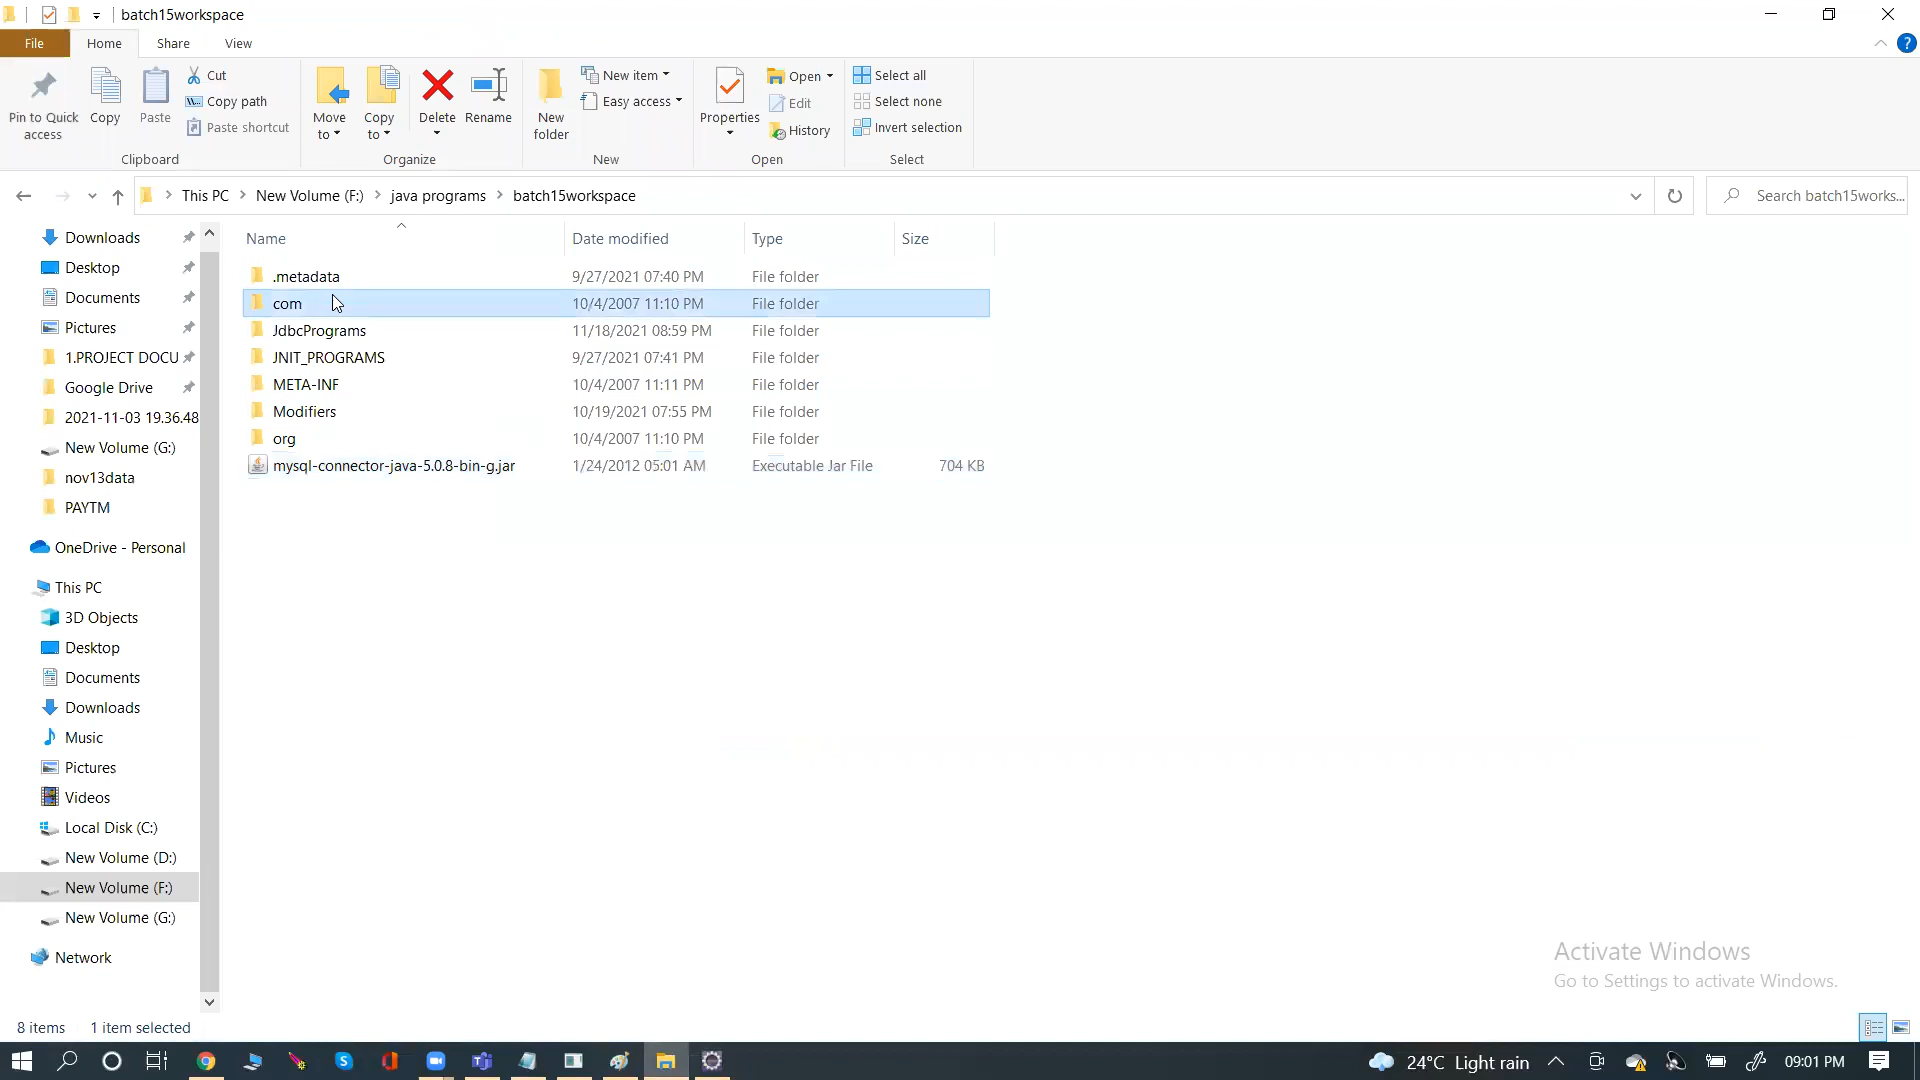 batch15workspace
File Home Share View
Pin to Quick access
Copy
Paste
Cut
Copy path
Paste shortcut
Clipboard
Move to
Copy to
Delete
Rename
Organize
New folder
New item
Easy access
New
Properties
Open
Edit
History
Open
Select all
Select none
Invert selection
Select
This PC > New Volume (F:) > java programs > batch15workspace
Search batch15works...
Name Date modified Type Size
.metadata 9/27/2021 07:40 PM File folder
com 10/4/2007 11:10 PM File folder
JdbcPrograms 11/18/2021 08:59 PM File folder
JNIT_PROGRAMS 9/27/2021 07:41 PM File folder
META-INF 10/4/2007 11:11 PM File folder
Modifiers 10/19/2021 07:55 PM File folder
org 10/4/2007 11:10 PM File folder
mysql-connector-java-5.0.8-bin-g.jar 1/24/2012 05:01 AM Executable Jar File 704 KB
Downloads
Desktop
Documents
Pictures
1.PROJECT DOCU
Google Drive
2021-11-03 19.36.48
New Volume (G:)
nov13data
PAYTM
OneDrive - Personal
This PC
3D Objects
Desktop
Documents
Downloads
Music
Pictures
Videos
Local Disk (C:)
New Volume (D:)
New Volume (F:)
New Volume (G:)
Network
Activate Windows
Go to Settings to activate Windows.
8 items 1 item selected
24°C Light rain 09:01 PM